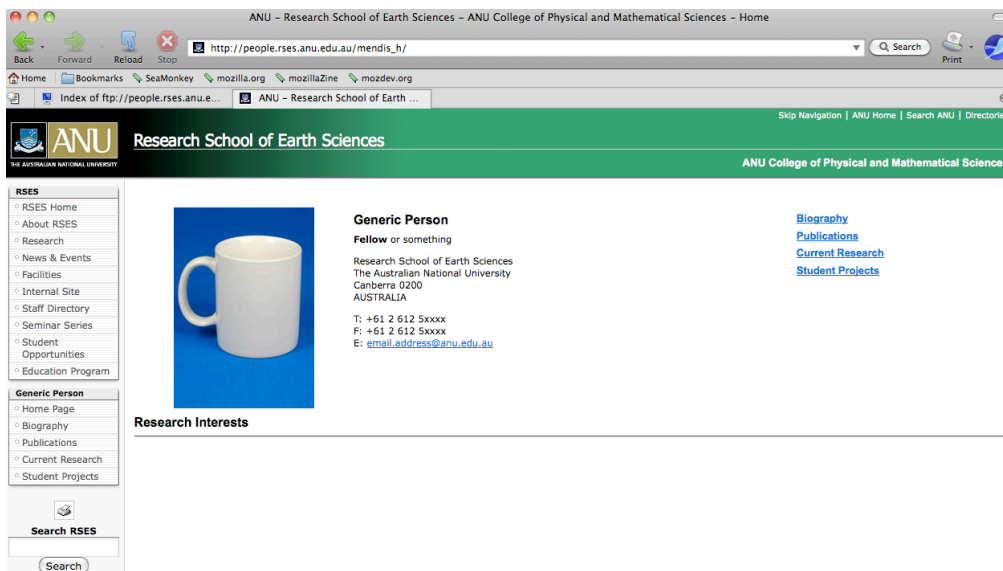 ANU – Research School of Earth Sciences – ANU College of Physical and Mathematical Sciences – Home
Back Forward Reload Stop
http://people.rses.anu.edu.au/mendis_h/
Search
Print
Home Bookmarks SeaMonkey mozilla.org mozillaZine mozdev.org
Index of ftp://people.rses.anu.e... ANU – Research School of Earth ...
Skip Navigation | ANU Home | Search ANU | Directorie
ANU
THE AUSTRALIAN NATIONAL UNIVERSITY
Research School of Earth Sciences
ANU College of Physical and Mathematical Science
RSES
RSES Home
About RSES
Research
News & Events
Facilities
Internal Site
Staff Directory
Seminar Series
Student
Opportunities
Education Program
Generic Person
Home Page
Biography
Publications
Current Research
Student Projects
Search RSES
Search
Generic Person
Fellow or something
Research School of Earth Sciences
The Australian National University
Canberra 0200
AUSTRALIA
T: +61 2 612 5xxxx
F: +61 2 612 5xxxx
E: email.address@anu.edu.au
Biography
Publications
Current Research
Student Projects
Research Interests